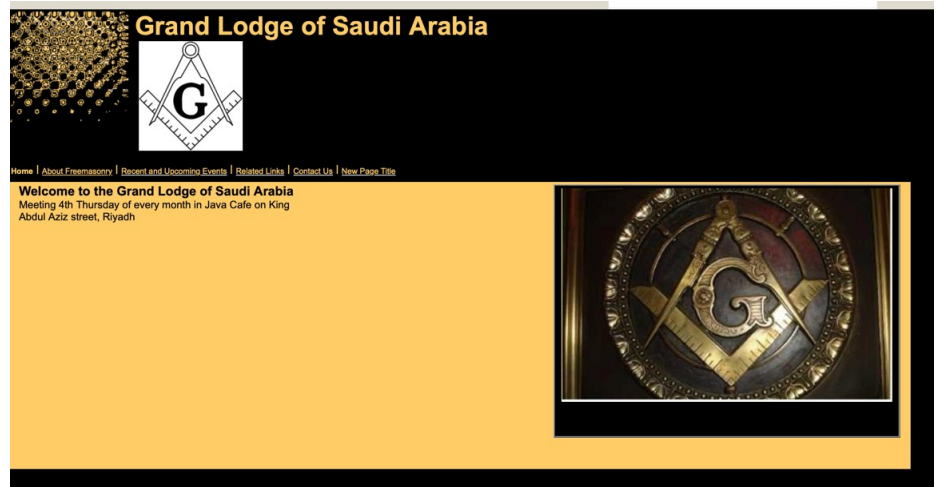 Grand Lodge of Saudi Arabia
G
Home | About Freemasonry | Recent and Upcoming Events | Related Links | Contact Us | New Page Title
Welcome to the Grand Lodge of Saudi Arabia
Meeting 4th Thursday of every month in Java Cafe on King
Abdul Aziz street, Riyadh
G